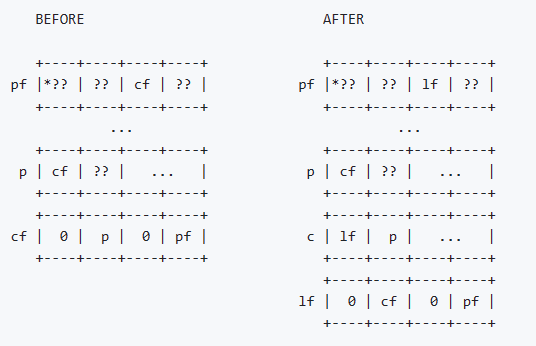 BEFORE                             AFTER

    +----+----+----+----+              +----+----+----+----+
 pf |*?? | ?? | cf | ?? |           pf |*?? | ?? | lf | ?? |
    +----+----+----+----+              +----+----+----+----+
             ...                                ...
    +----+----+----+----+              +----+----+----+----+
  p | cf | ?? |   ...   |            p | cf | ?? |   ...   |
    +----+----+----+----+              +----+----+----+----+
    +----+----+----+----+              +----+----+----+----+
 cf |  0 |  p |  0 | pf |            c | lf |  p |   ...   |
    +----+----+----+----+              +----+----+----+----+
                                       +----+----+----+----+
                                    lf |  0 | cf |  0 | pf |
                                       +----+----+----+----+